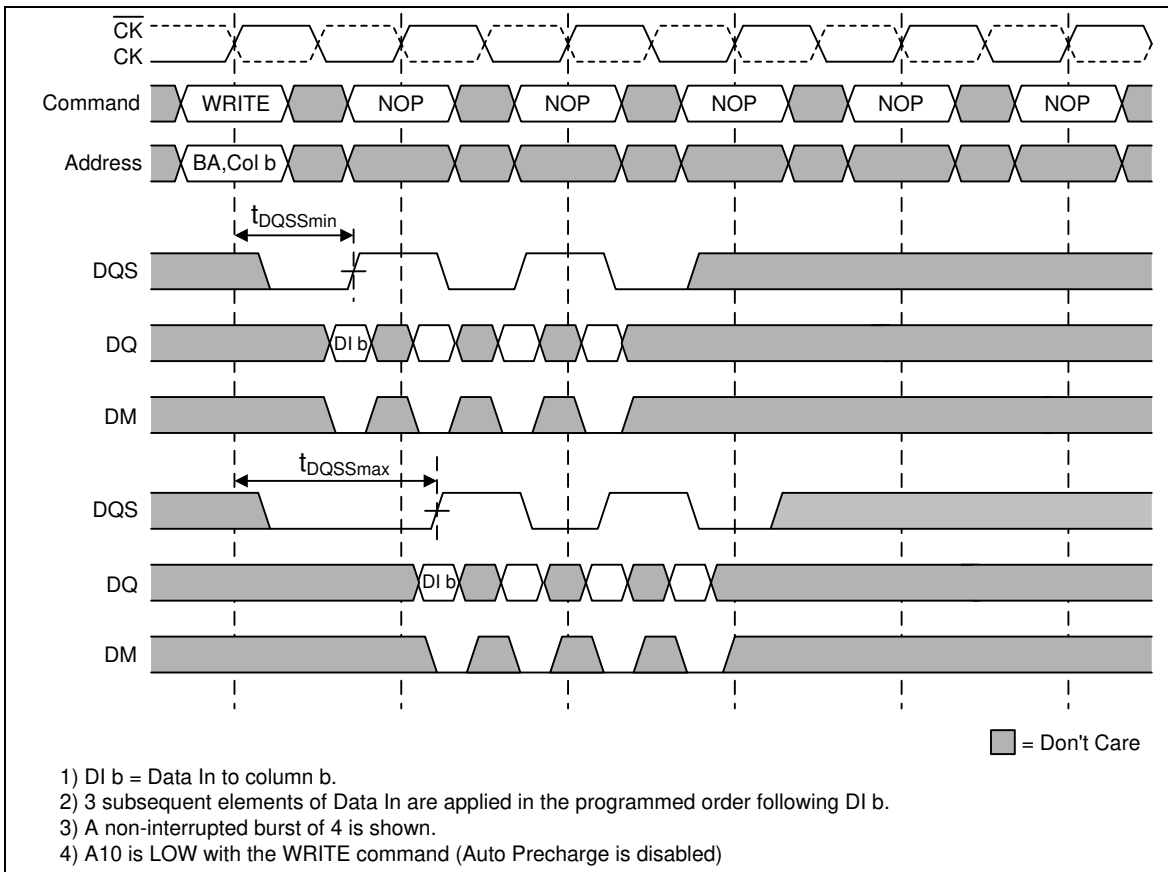 CK
CK
Command WRITE NOP NOP NOP NOP NOP
Address BA,Col b
tDQSSmin
DQS
DQ DI b
DM
tDQSSmax
DQS
DQ DI b
DM
= Don't Care
1) DI b = Data In to column b.
2) 3 subsequent elements of Data In are applied in the programmed order following DI b.
3) A non-interrupted burst of 4 is shown.
4) A10 is LOW with the WRITE command (Auto Precharge is disabled)